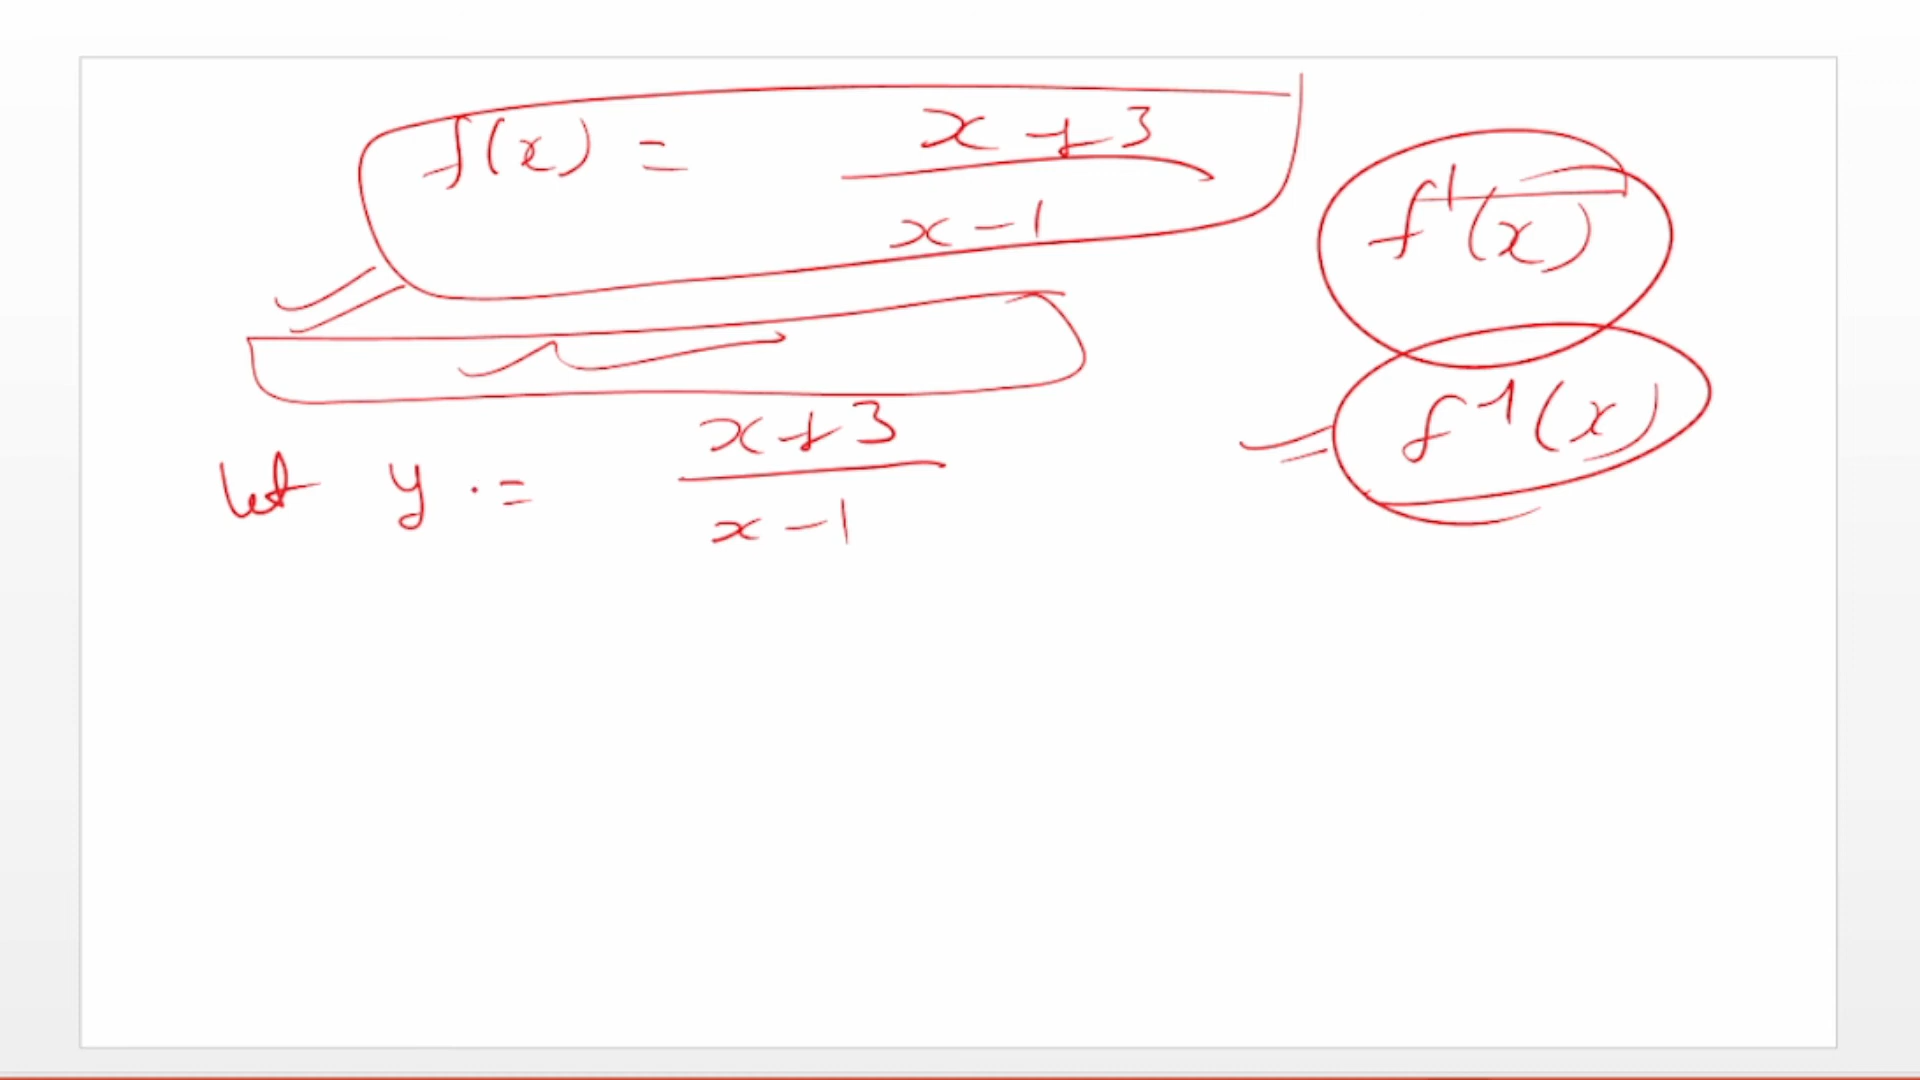 f(x) = x+3 / x-1
f'(x)
f-1(x)
let y = x+3 / x-1